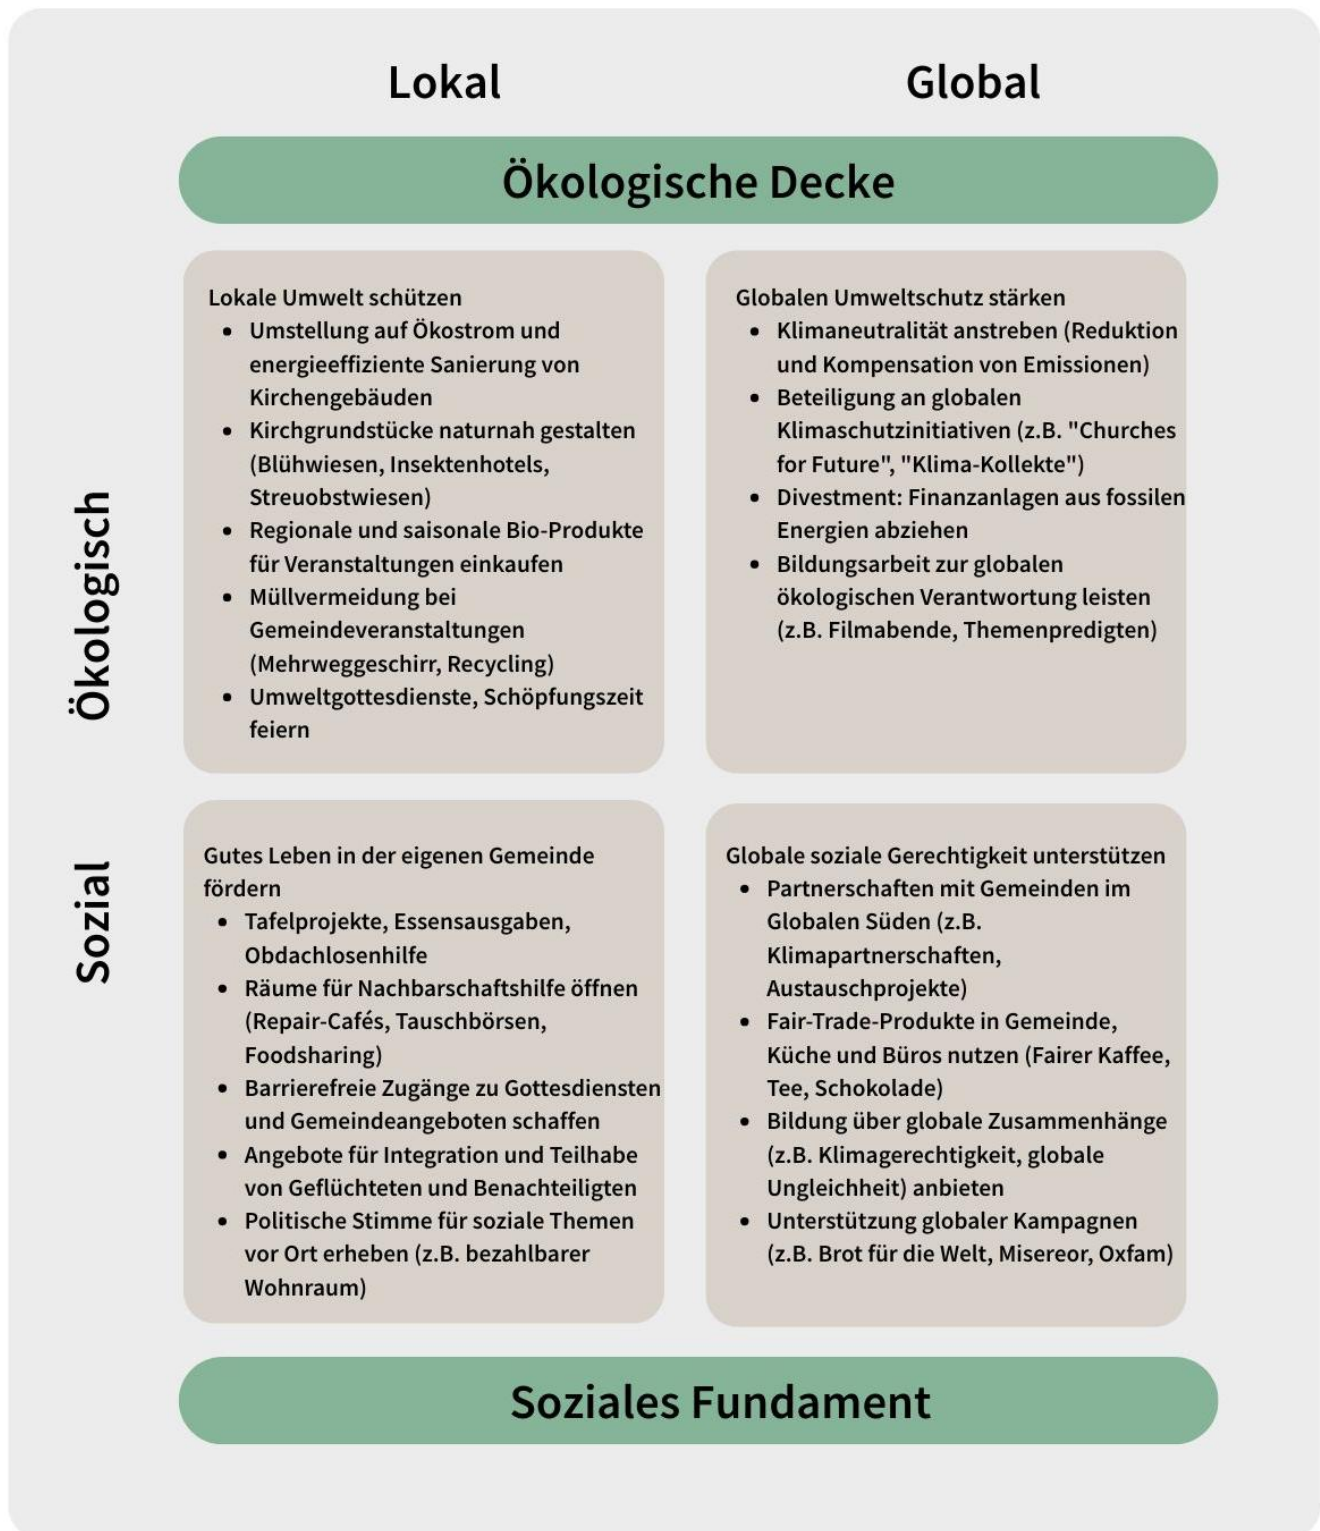 Lokal
Global
Ökologische Decke
Ökologisch
Lokale Umwelt schützen
• Umstellung auf Ökostrom und
energieeffiziente Sanierung von
Kirchengebäuden
• Kirchgrundstücke naturnah gestalten
(Blühwiesen, Insektenhotels,
Streuobstwiesen)
• Regionale und saisonale Bio-Produkte
für Veranstaltungen einkaufen
• Müllvermeidung bei
Gemeindeveranstaltungen
(Mehrweggeschirr, Recycling)
• Umweltgottesdienste, Schöpfungszeit
feiern
Globalen Umweltschutz stärken
• Klimaneutralität anstreben (Reduktion
und Kompensation von Emissionen)
• Beteiligung an globalen
Klimaschutzinitiativen (z.B. "Churches
for Future", "Klima-Kollekte")
• Divestment: Finanzanlagen aus fossilen
Energien abziehen
• Bildungsarbeit zur globalen
ökologischen Verantwortung leisten
(z.B. Filmabende, Themenpredigten)
Sozial
Gutes Leben in der eigenen Gemeinde
fördern
• Tafelprojekte, Essensausgaben,
Obdachlosenhilfe
• Räume für Nachbarschaftshilfe öffnen
(Repair-Cafés, Tauschbörsen,
Foodsharing)
• Barrierefreie Zugänge zu Gottesdiensten
und Gemeindeangeboten schaffen
• Angebote für Integration und Teilhabe
von Geflüchteten und Benachteiligten
• Politische Stimme für soziale Themen
vor Ort erheben (z.B. bezahlbarer
Wohnraum)
Globale soziale Gerechtigkeit unterstützen
• Partnerschaften mit Gemeinden im
Globalen Süden (z.B.
Klimapartnerschaften,
Austauschprojekte)
• Fair-Trade-Produkte in Gemeinde,
Küche und Büros nutzen (Fairer Kaffee,
Tee, Schokolade)
• Bildung über globale Zusammenhänge
(z.B. Klimagerechtigkeit, globale
Ungleichheit) anbieten
• Unterstützung globaler Kampagnen
(z.B. Brot für die Welt, Misereor, Oxfam)
Soziales Fundament